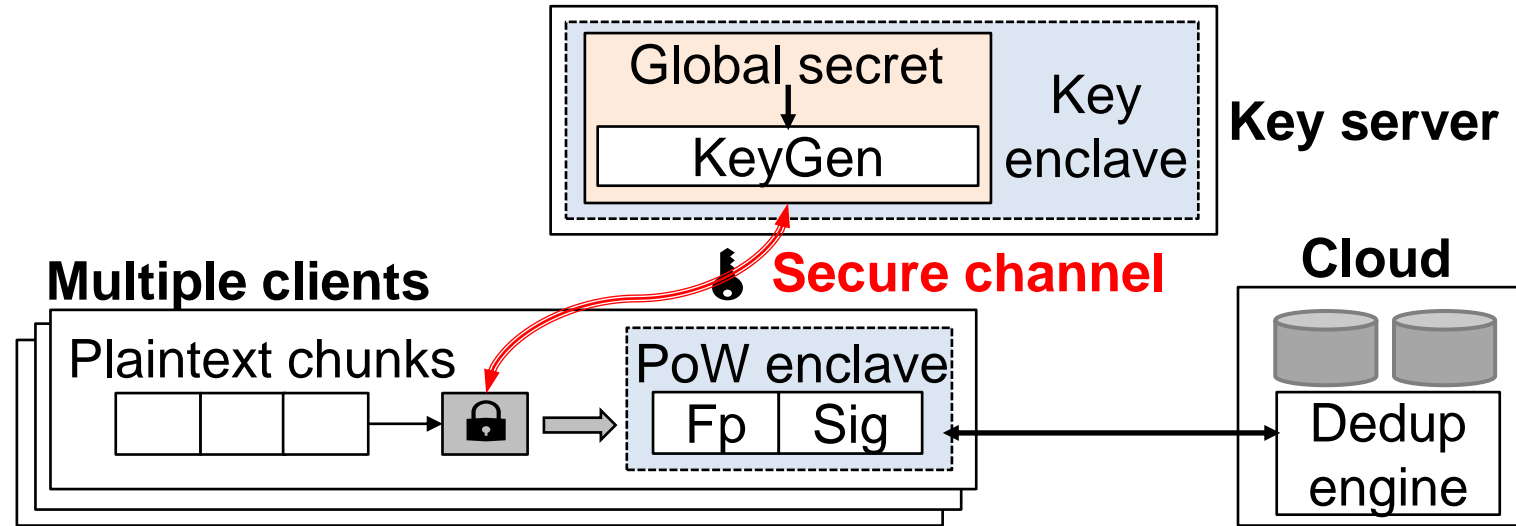 Global secret
KeyGen
Key
enclave
Key server
Multiple clients
Secure channel
Cloud
Plaintext chunks
PoW enclave
Fp
Sig
Dedup
engine